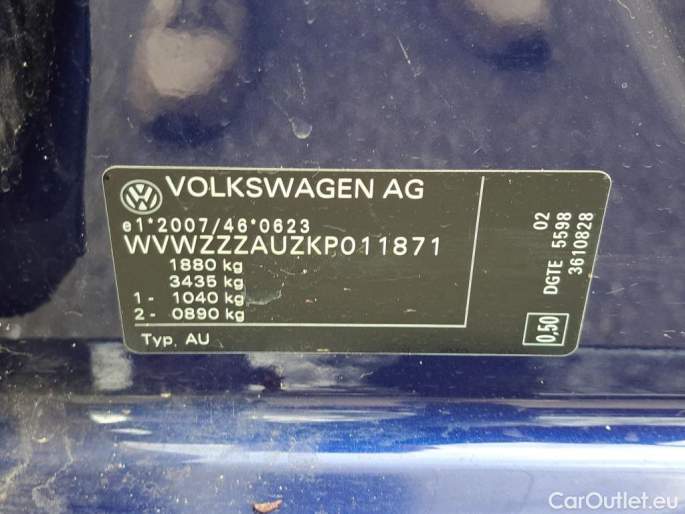 VOLKSWAGEN AG
e1*2007/46*0623
WVWZZZAUZKP011871
1880 kg
3435 kg
1 - 1040 kg
2 - 0890 kg
Typ. AU
02
DGTE 5598
3610828
0,50
CarOutlet.eu